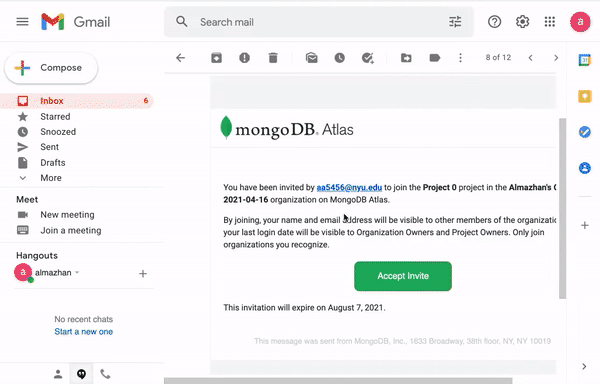 Gmail
Search mail
a
Compose
8 of 12
Inbox 6
Starred
Snoozed
Sent
Drafts
More
Meet
New meeting
Join a meeting
Hangouts
a almazhan
No recent chats
Start a new one
mongoDB. Atlas
You have been invited by aa5456@nyu.edu to join the Project 0 project in the Almazhan's
2021-04-16 organization on MongoDB Atlas.
By joining, your name and email address will be visible to other members of the
your last login date will be visible to Organization Owners and Project Owners. Only join
organizations you recognize.
Accept Invite
This invitation will expire on August 7, 2021.
This message was sent from MongoDB, Inc., 1633 Broadway, 38th floor, NY, NY 10019